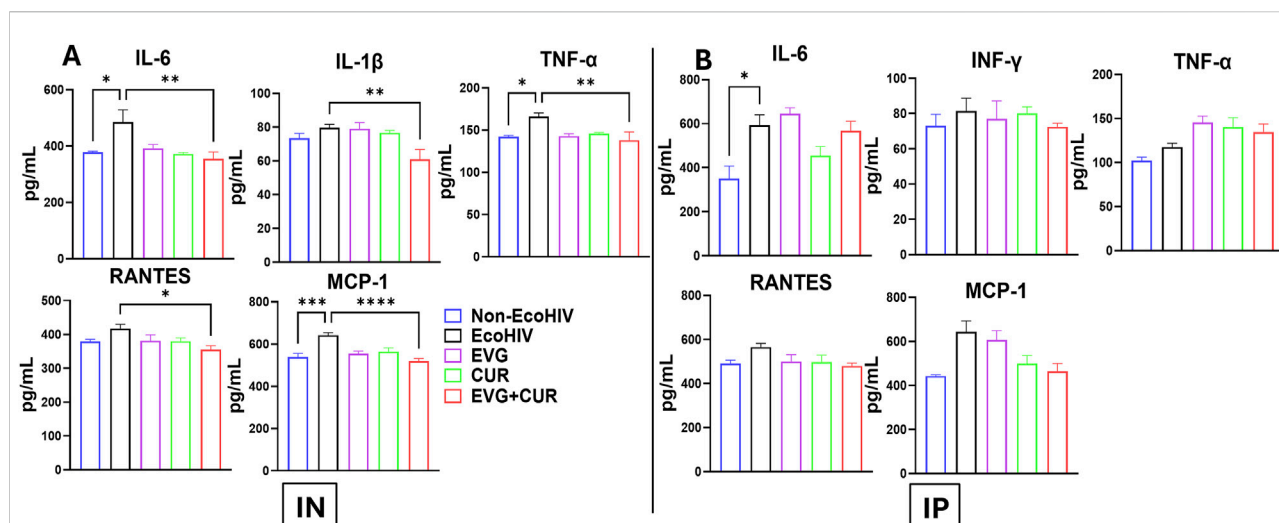 A
IL-6
IL-1β
TNF-α
B
IL-6
INF-γ
TNF-α
* **
**
* **
*
pg/mL
600
400
200
0
pg/mL
100
80
60
40
20
0
pg/mL
200
150
100
50
0
pg/mL
800
600
400
200
0
pg/mL
100
80
60
40
20
0
pg/mL
200
150
100
50
0
RANTES
MCP-1
RANTES
MCP-1
*
*** ****
pg/mL
500
400
300
200
100
0
pg/mL
800
600
400
200
0
Non-EcoHIV
EcoHIV
EVG
CUR
EVG+CUR
pg/mL
800
600
400
200
0
pg/mL
800
600
400
200
0
IN
IP